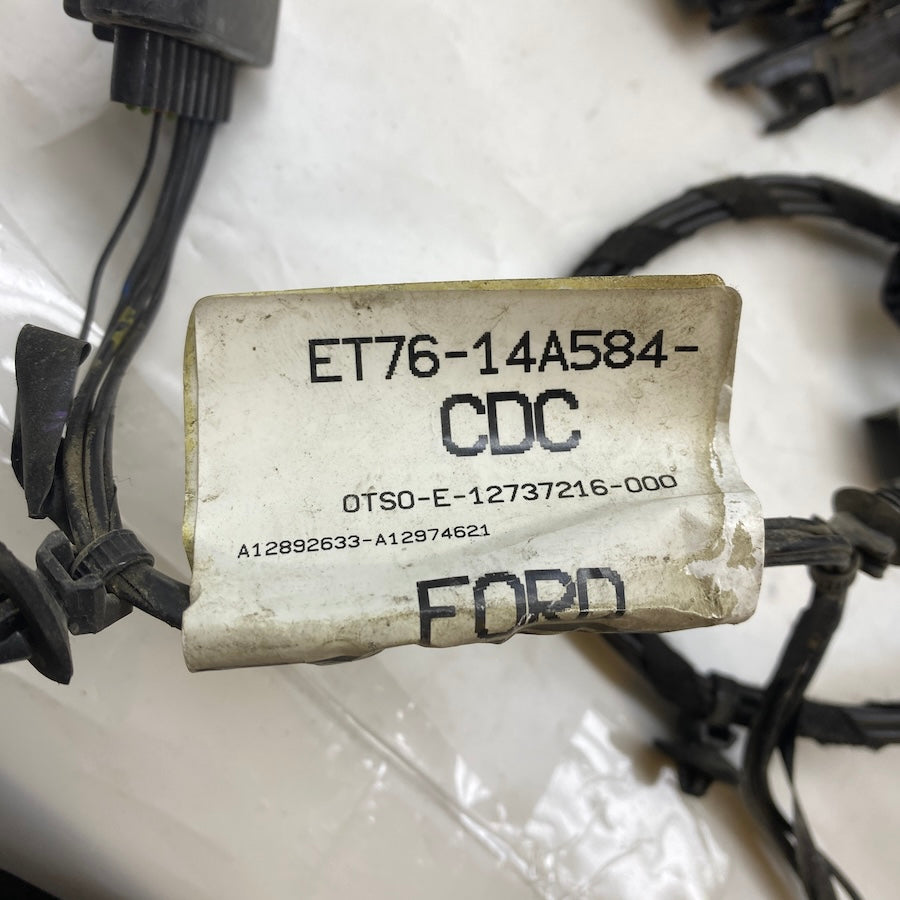 ET76-14A584-
CDC
OTSO-E-12737216-000
A12892633-A12974621
FORD